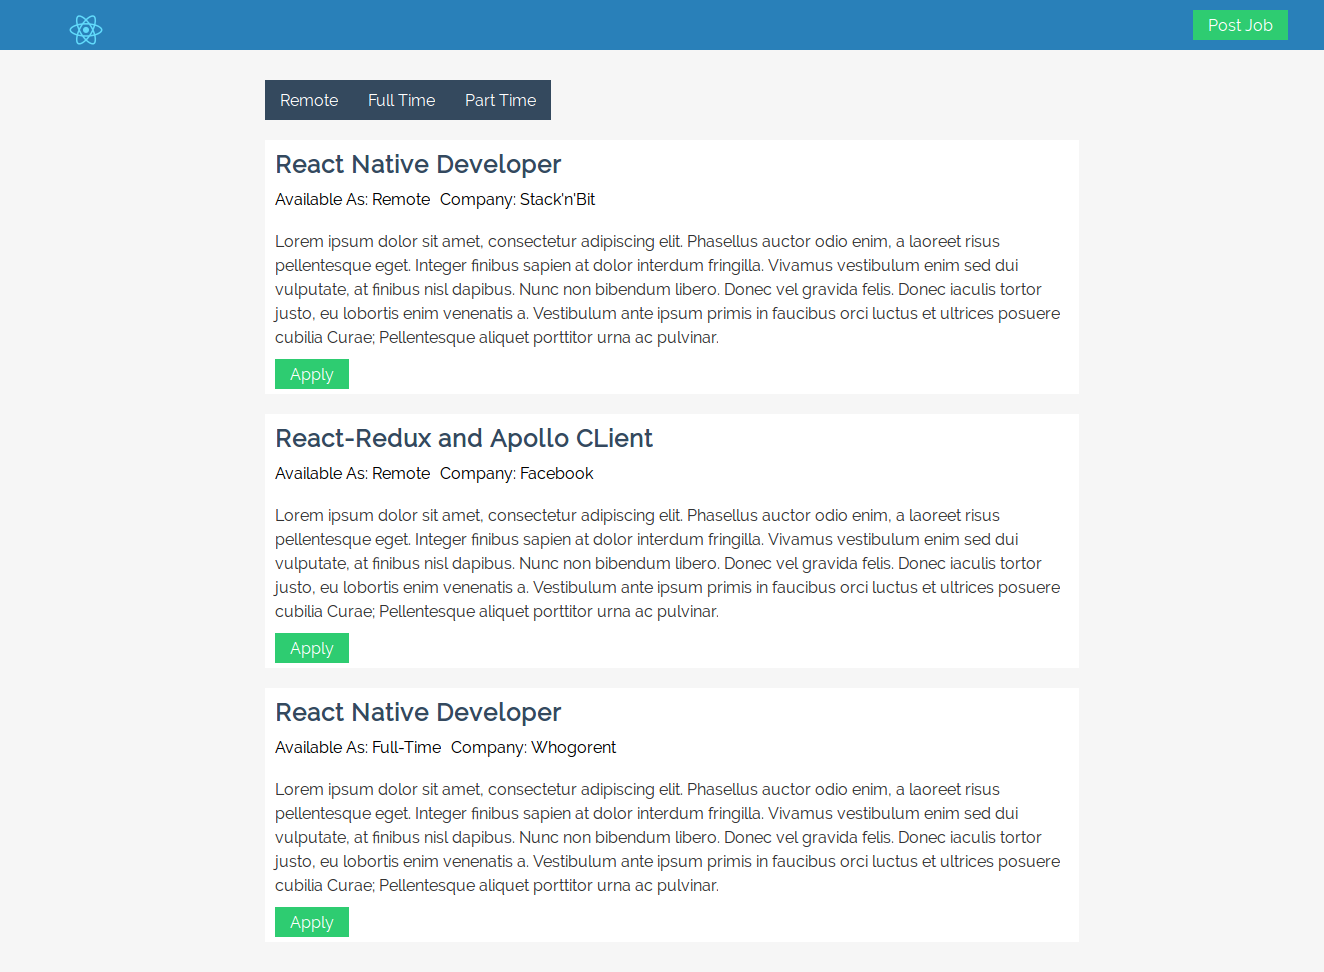 Post Job
Remote Full Time Part Time
React Native Developer
Available As: Remote Company: Stack'n'Bit
Lorem ipsum dolor sit amet, consectetur adipiscing elit. Phasellus auctor odio enim, a laoreet risus
pellentesque eget. Integer finibus sapien at dolor interdum fringilla. Vivamus vestibulum enim sed dui
vulputate, at finibus nisl dapibus. Nunc non bibendum libero. Donec vel gravida felis. Donec iaculis tortor
justo, eu lobortis enim venenatis a. Vestibulum ante ipsum primis in faucibus orci luctus et ultrices posuere
cubilia Curae; Pellentesque aliquet porttitor urna ac pulvinar.
Apply
React-Redux and Apollo CLient
Available As: Remote Company: Facebook
Lorem ipsum dolor sit amet, consectetur adipiscing elit. Phasellus auctor odio enim, a laoreet risus
pellentesque eget. Integer finibus sapien at dolor interdum fringilla. Vivamus vestibulum enim sed dui
vulputate, at finibus nisl dapibus. Nunc non bibendum libero. Donec vel gravida felis. Donec iaculis tortor
justo, eu lobortis enim venenatis a. Vestibulum ante ipsum primis in faucibus orci luctus et ultrices posuere
cubilia Curae; Pellentesque aliquet porttitor urna ac pulvinar.
Apply
React Native Developer
Available As: Full-Time Company: Whogorent
Lorem ipsum dolor sit amet, consectetur adipiscing elit. Phasellus auctor odio enim, a laoreet risus
pellentesque eget. Integer finibus sapien at dolor interdum fringilla. Vivamus vestibulum enim sed dui
vulputate, at finibus nisl dapibus. Nunc non bibendum libero. Donec vel gravida felis. Donec iaculis tortor
justo, eu lobortis enim venenatis a. Vestibulum ante ipsum primis in faucibus orci luctus et ultrices posuere
cubilia Curae; Pellentesque aliquet porttitor urna ac pulvinar.
Apply